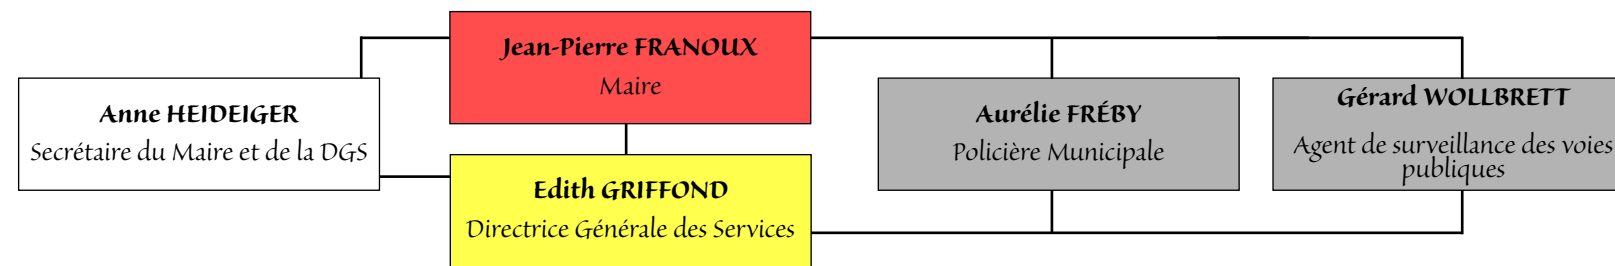 Jean-Pierre FRANOUX
Maire
Anne HEIDEIGER
Secrétaire du Maire et de la DGS
Aurélie FRÉBY
Policière Municipale
Gérard WOLLBRETT
Agent de surveillance des voies
publiques
Edith GRIFFOND
Directrice Générale des Services